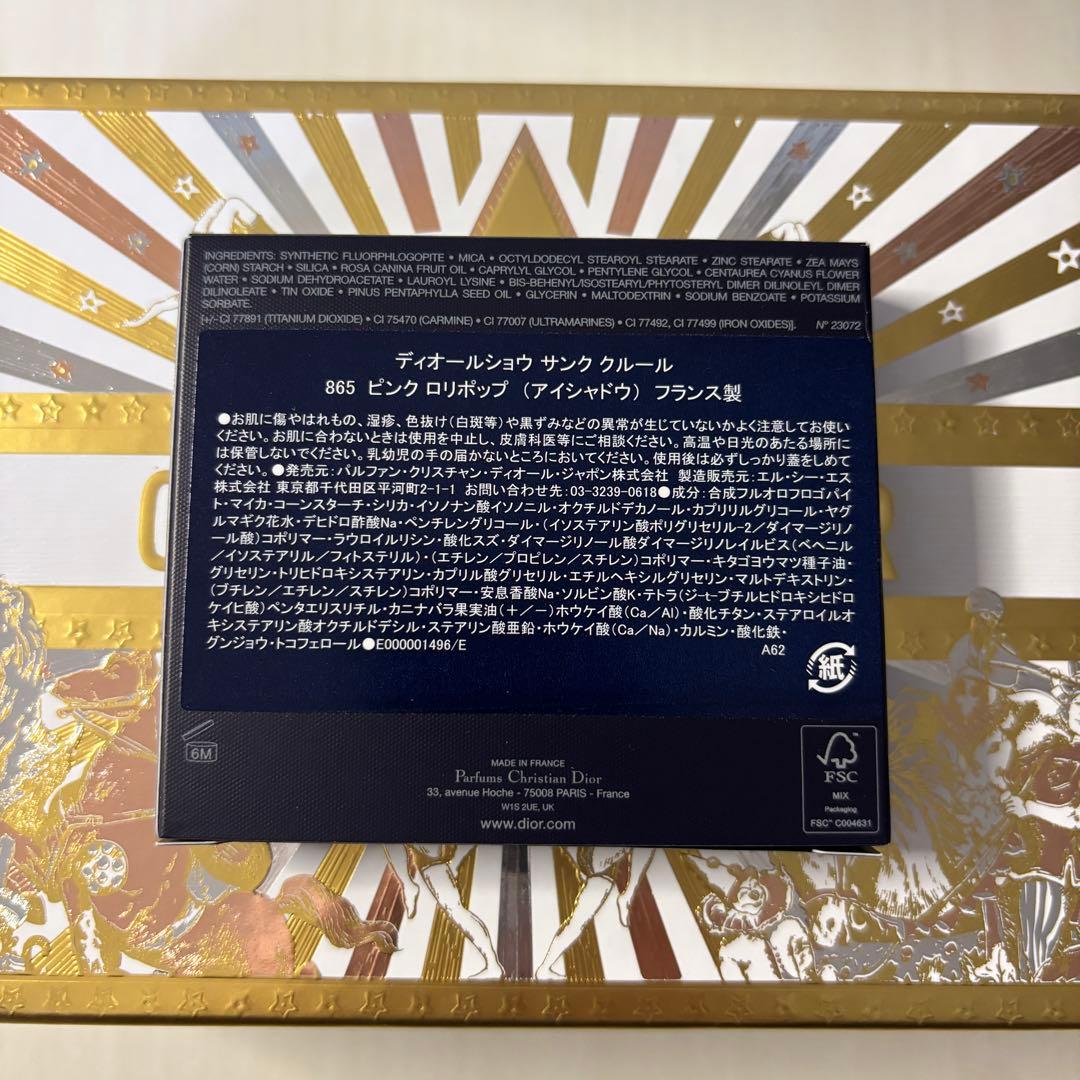 INGREDIENTS: SYNTHETIC FLUORPHLOGOPITE • MICA • OCTYLDODECYL STEAROYL STEARATE • ZINC STEARATE • ZEA MAYS
(CORN) STARCH • SILICA • ROSA CANINA FRUIT OIL • CAPRYLYL GLYCOL • PENTYLENE GLYCOL • CENTAUREA CYANUS FLOWER
WATER • SODIUM DEHYDROACETATE • LAUROYL LYSINE • BIS-BEHENYL/ISOSTEARYL/PHYTOSTERYL DIMER DILINOLEYL DIMER
DILINOLEATE • TIN OXIDE • PINUS PENTAPHYLLA SEED OIL • GLYCERIN • MALTODEXTRIN • SODIUM BENZOATE • POTASSIUM
SORBATE.
[+/- CI 77891 (TITANIUM DIOXIDE) • CI 75470 (CARMINE) • CI 77007 (ULTRAMARINES) • CI 77492, CI 77499 (IRON OXIDES)]. N° 23072
ディオールショウ サンク クルール
865 ピンク ロリポップ (アイシャドウ) フランス製
●お肌に傷やはれもの、湿疹、色抜け(白斑等)や黒ずみなどの異常が生じていないかよく注意してお使い
ください。お肌に合わないときは使用を中止し、皮膚科医等にご相談ください。高温や日光のあたる場所に
は保管しないでください。乳幼児の手の届かないところにおいてください。使用後は必ずしっかり蓋をしめて
ください。●発売元:パルファン・クリスチャン・ディオール・ジャポン株式会社 製造販売元:エル・シー・エス
株式会社 東京都千代田区平河町2-1-1 お問い合わせ先:03-3239-0618●成分:合成フルオロフロゴパイ
ト・マイカ・コーンスターチ・シリカ・イソノナン酸イソノニル・オクチルドデカノール・カプリリルグリコール・ヤグ
ルマギク花水・デヒドロ酢酸Na・ペンチレングリコール・(イソステアリン酸ポリグリセリル-2/ダイマージリノ
ール酸)コポリマー・ラウロイルリシン・酸化スズ・ダイマージリノール酸ダイマージリノレイルビス(ベヘニル
/イソステアリル/フィトステリル)・(エチレン/プロピレン/スチレン)コポリマー・キタゴヨウマツ種子油・
グリセリン・トリヒドロキシステアリン・カプリル酸グリセリル・エチルヘキシルグリセリン・マルトデキストリン・
(ブチレン/エチレン/スチレン)コポリマー・安息香酸Na・ソルビン酸K・テトラ(ジ-t-ブチルヒドロキシヒドロ
ケイヒ酸)ペンタエリスリチル・カニナバラ果実油(+/-)ホウケイ酸(Ca/Al)・酸化チタン・ステアロイルオ
キシステアリン酸オクチルドデシル・ステアリン酸亜鉛・ホウケイ酸(Ca/Na)・カルミン・酸化鉄・
グンジョウ・トコフェロール●E000001496/E A62
紙
6M
MADE IN FRANCE
Parfums Christian Dior
33, avenue Hoche - 75008 PARIS - France
W1S 2UE, UK
www.dior.com
FSC
MIX
Packaging
FSC™ C004631